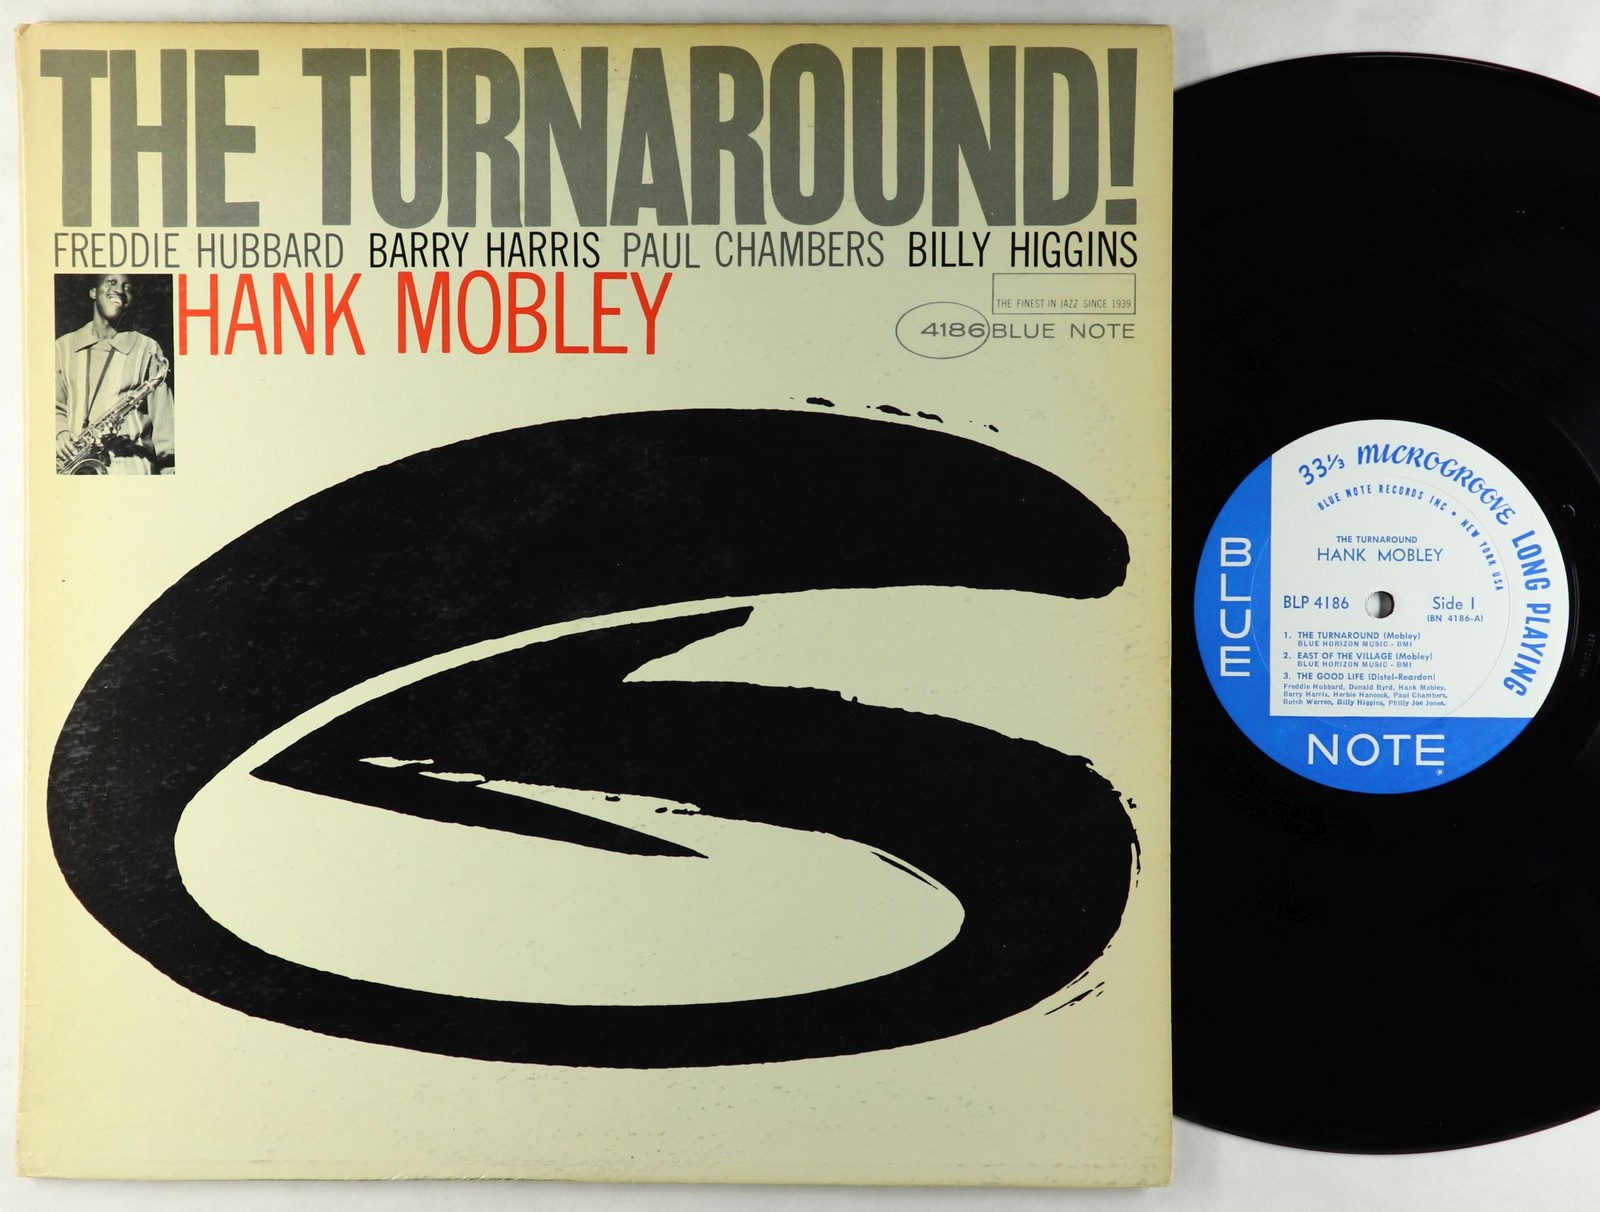 THE TURNAROUND!
FREDDIE HUBBARD BARRY HARRIS PAUL CHAMBERS BILLY HIGGINS
HANK MOBLEY
THE FINEST IN JAZZ SINCE 1939
4186 BLUE NOTE
33⅓ MICROGROOVE LONG PLAYING
BLUE NOTE RECORDS INC • NEW YORK USA
THE TURNAROUND
HANK MOBLEY
BLP 4186 Side 1
(BN 4186-A)
1. THE TURNAROUND (Mobley)
BLUE HORIZON MUSIC - BMI
2. EAST OF THE VILLAGE (Mobley)
BLUE HORIZON MUSIC - BMI
3. THE GOOD LIFE (Distel-Reardon)
Freddie Hubbard, Donald Byrd, Hank Mobley,
Barry Harris, Herbie Hancock, Paul Chambers,
Butch Warren, Billy Higgins, Philly Joe Jones.
BLUE
NOTE
®